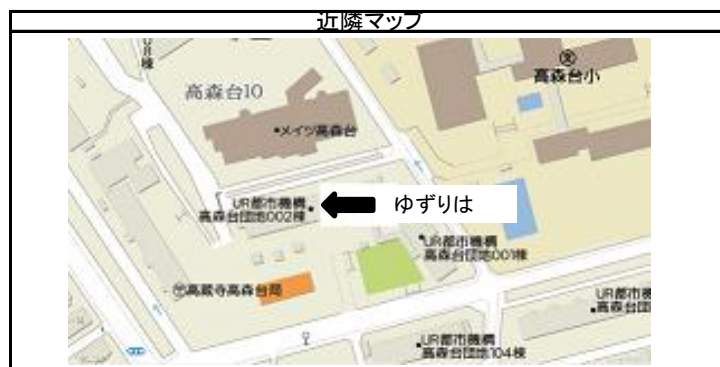 近隣マップ
08棟
高森台10
文
高森台小
メイツ高森台
UR都市機構
高森台団地002棟
ゆずりは
UR都市機構
高森台団地001棟
〒高蔵寺高森台局
UR都市機
高森台団
UR都市機構
高森台団地104棟